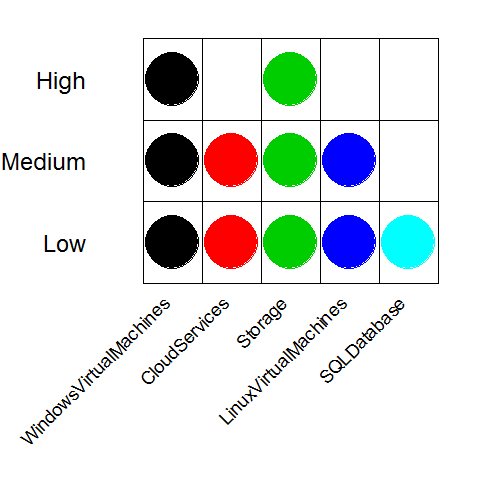 High
Medium
Low
WindowsVirtualMachines
CloudServices
Storage
LinuxVirtualMachines
SQLDatabase